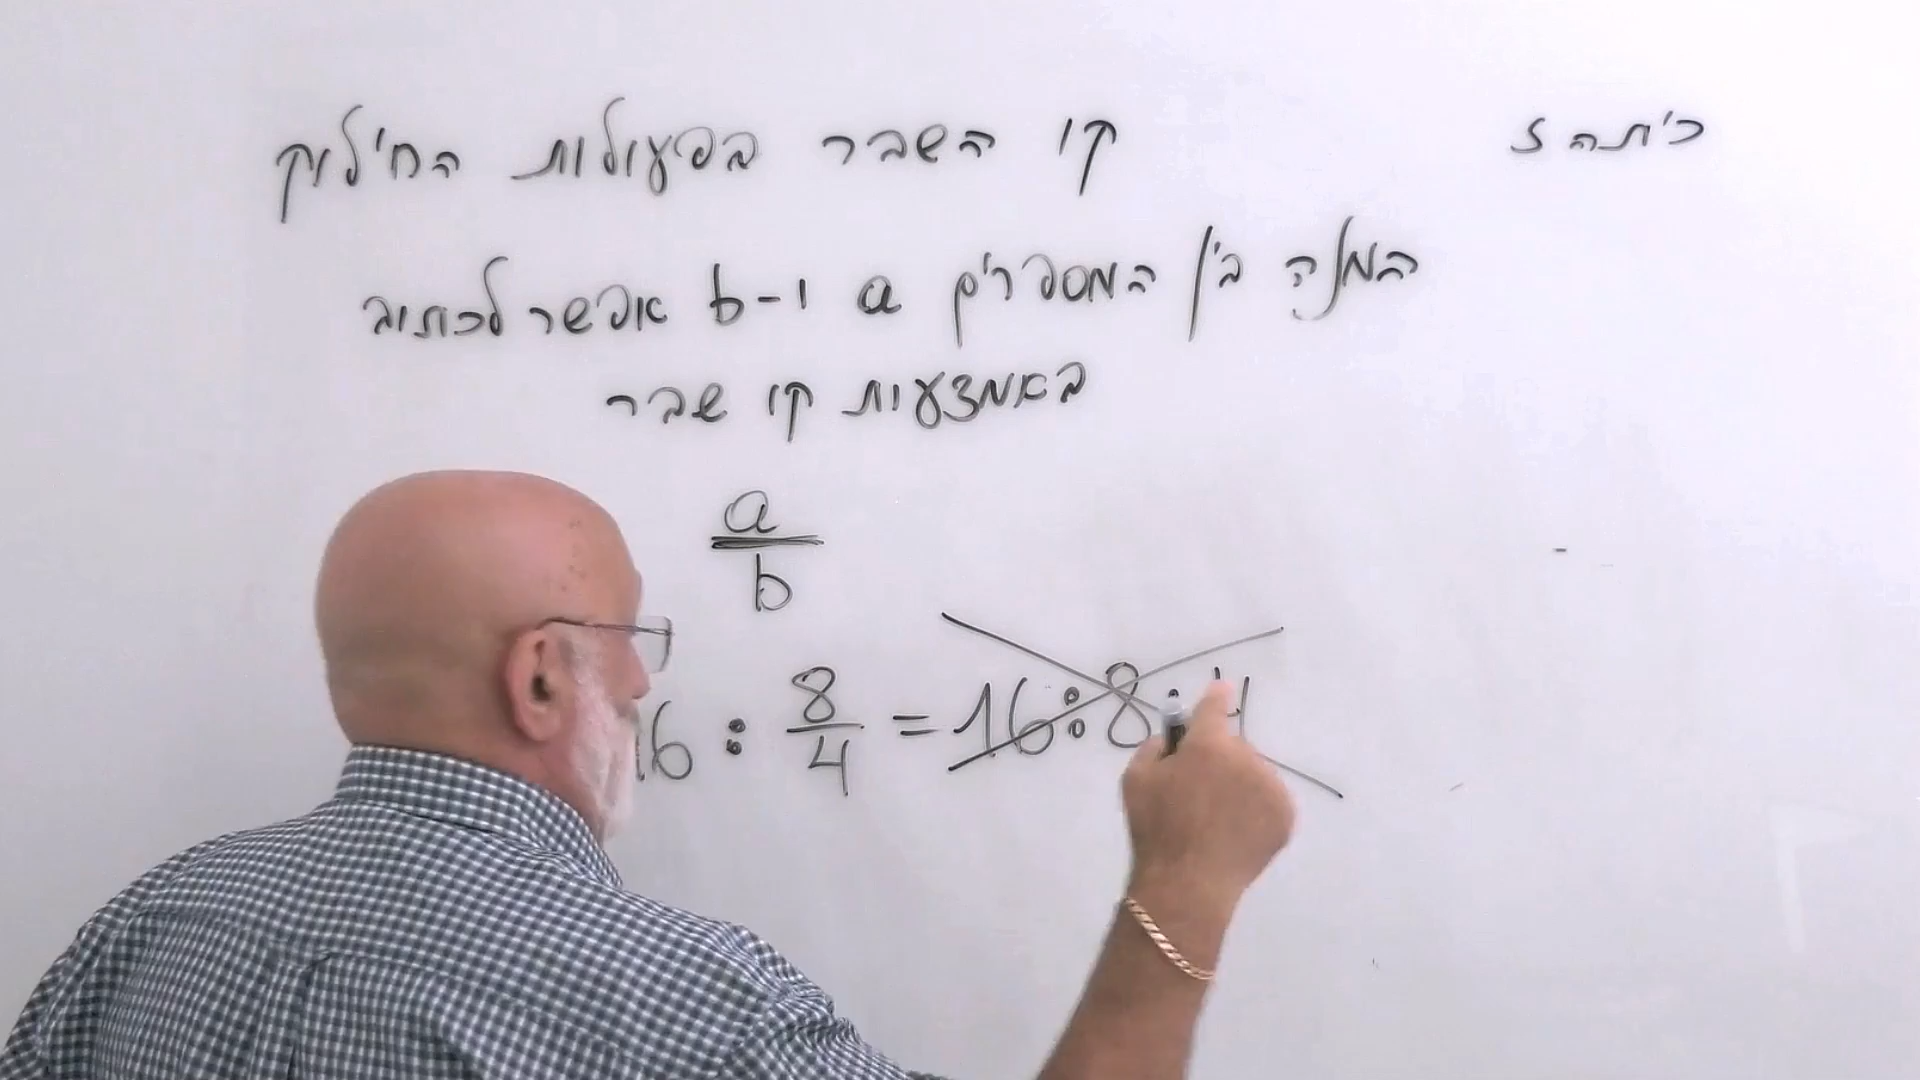 כיתה ז
קו השבר בפעולות החילוק
המנה בין המספרים a ו-b אפשר לכתוב
באמצעות קו שבר
a/b
16 : 8/4 = 16:8:4